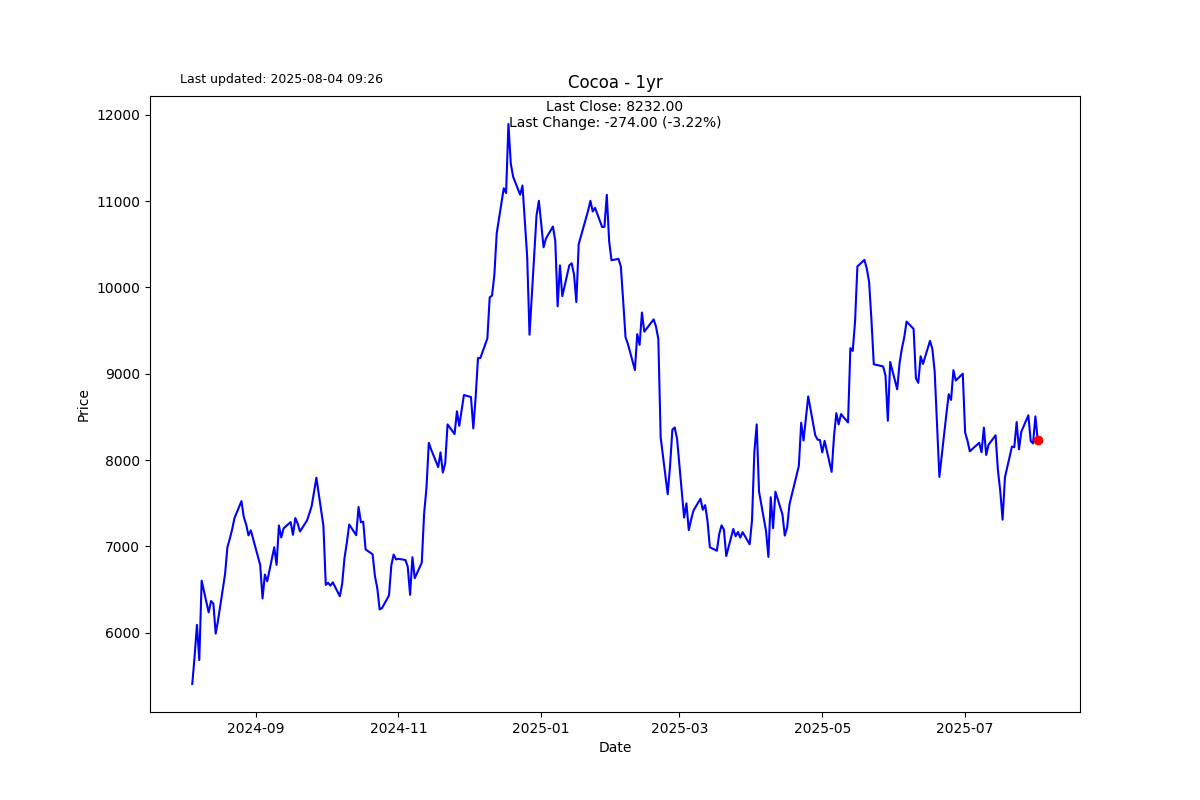 Last updated: 2025-08-04 09:26
Cocoa - 1yr
Last Close: 8232.00
Last Change: -274.00 (-3.22%)
12000
11000
10000
9000
8000
7000
6000
Price
2024-09
2024-11
2025-01
2025-03
2025-05
2025-07
Date